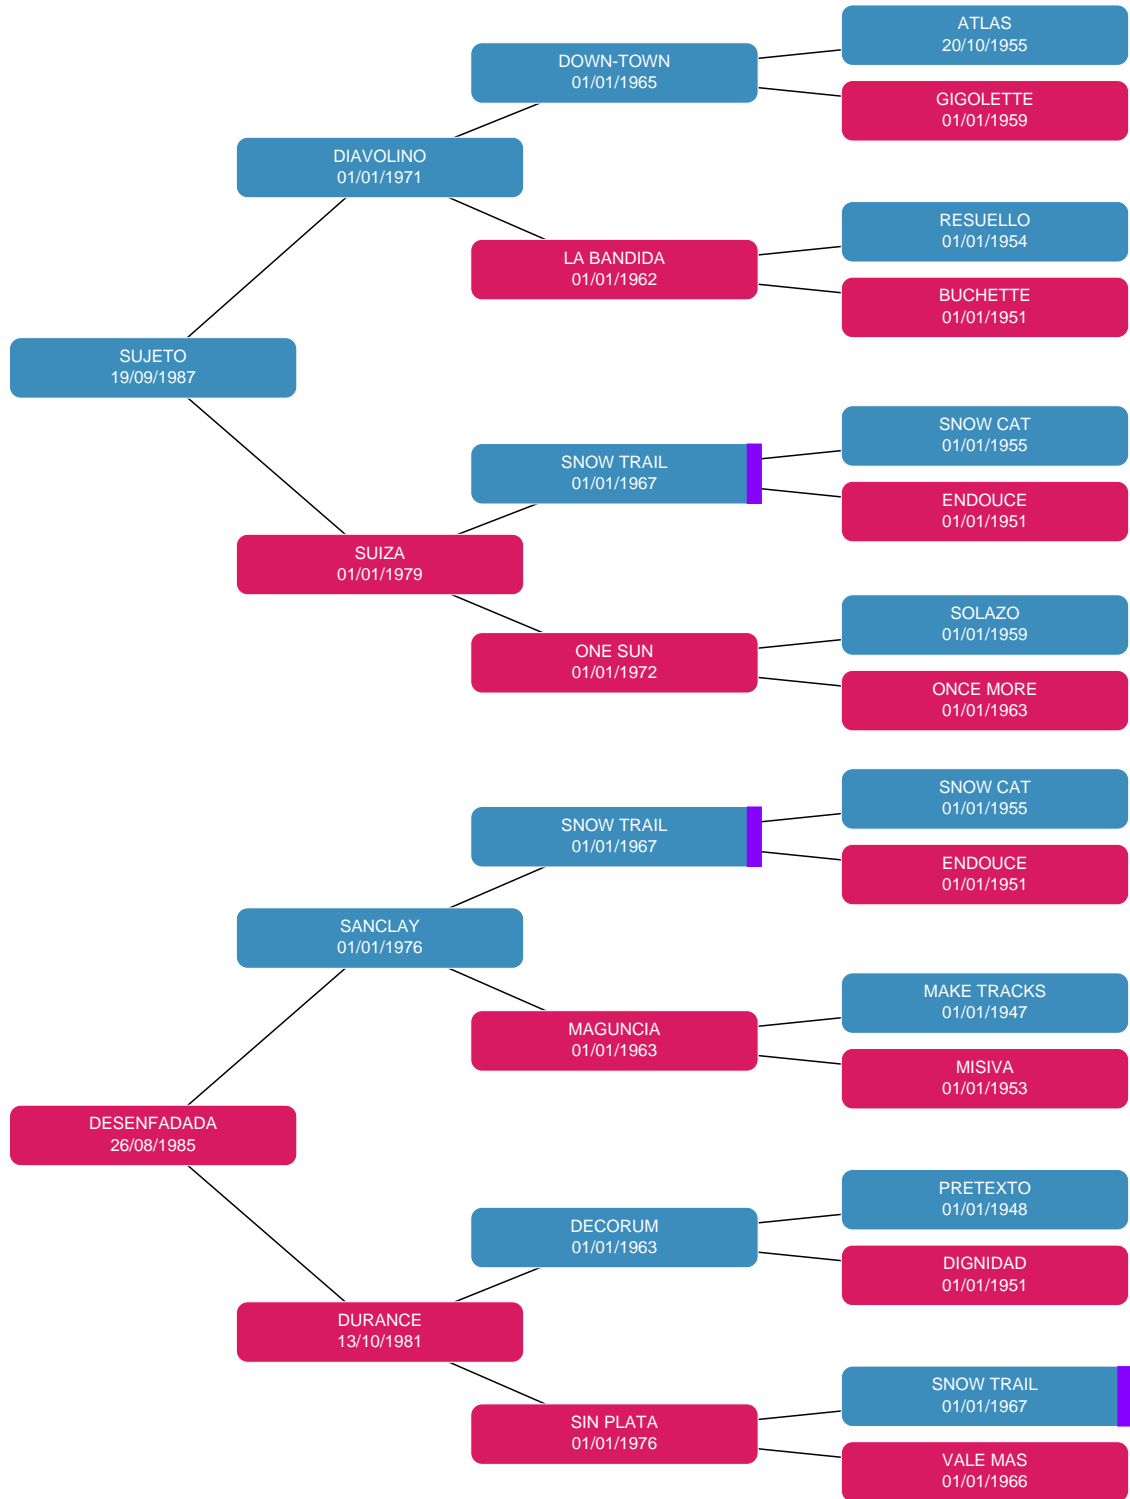 ATLAS
20/10/1955
DOWN-TOWN
01/01/1965
GIGOLETTE
01/01/1959
DIAVOLINO
01/01/1971
RESUELLO
01/01/1954
LA BANDIDA
01/01/1962
BUCHETTE
01/01/1951
SUJETO
19/09/1987
SNOW CAT
01/01/1955
SNOW TRAIL
01/01/1967
ENDOUCE
01/01/1951
SUIZA
01/01/1979
SOLAZO
01/01/1959
ONE SUN
01/01/1972
ONCE MORE
01/01/1963
SNOW CAT
01/01/1955
SNOW TRAIL
01/01/1967
ENDOUCE
01/01/1951
SANCLAY
01/01/1976
MAKE TRACKS
01/01/1947
MAGUNCIA
01/01/1963
MISIVA
01/01/1953
DESENFADADA
26/08/1985
PRETEXTO
01/01/1948
DECORUM
01/01/1963
DIGNIDAD
01/01/1951
DURANCE
13/10/1981
SNOW TRAIL
01/01/1967
SIN PLATA
01/01/1976
VALE MAS
01/01/1966